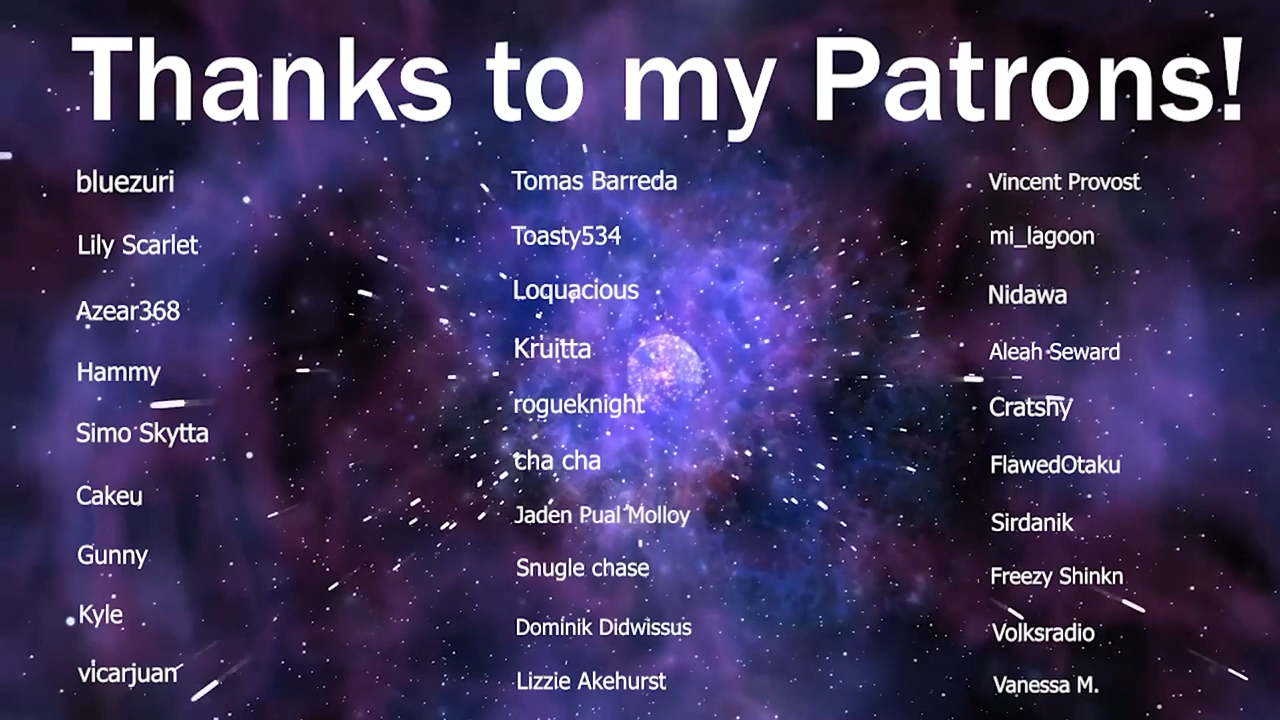 Thanks to my Patrons!
bluezuri
Lily Scarlet
Azear368
Hammy
Simo Skytta
Cakeu
Gunny
Kyle
vicarjuan
Tomas Barreda
Toasty534
Loquacious
Kruitta
rogueknight
cha cha
Jaden Pual Molloy
Snugle chase
Dominik Didwissus
Lizzie Akehurst
Vincent Provost
mi_lagoon
Nidawa
Aleah Seward
Cratshy
FlawedOtaku
Sirdanik
Freezy Shinkn
Volksradio
Vanessa M.